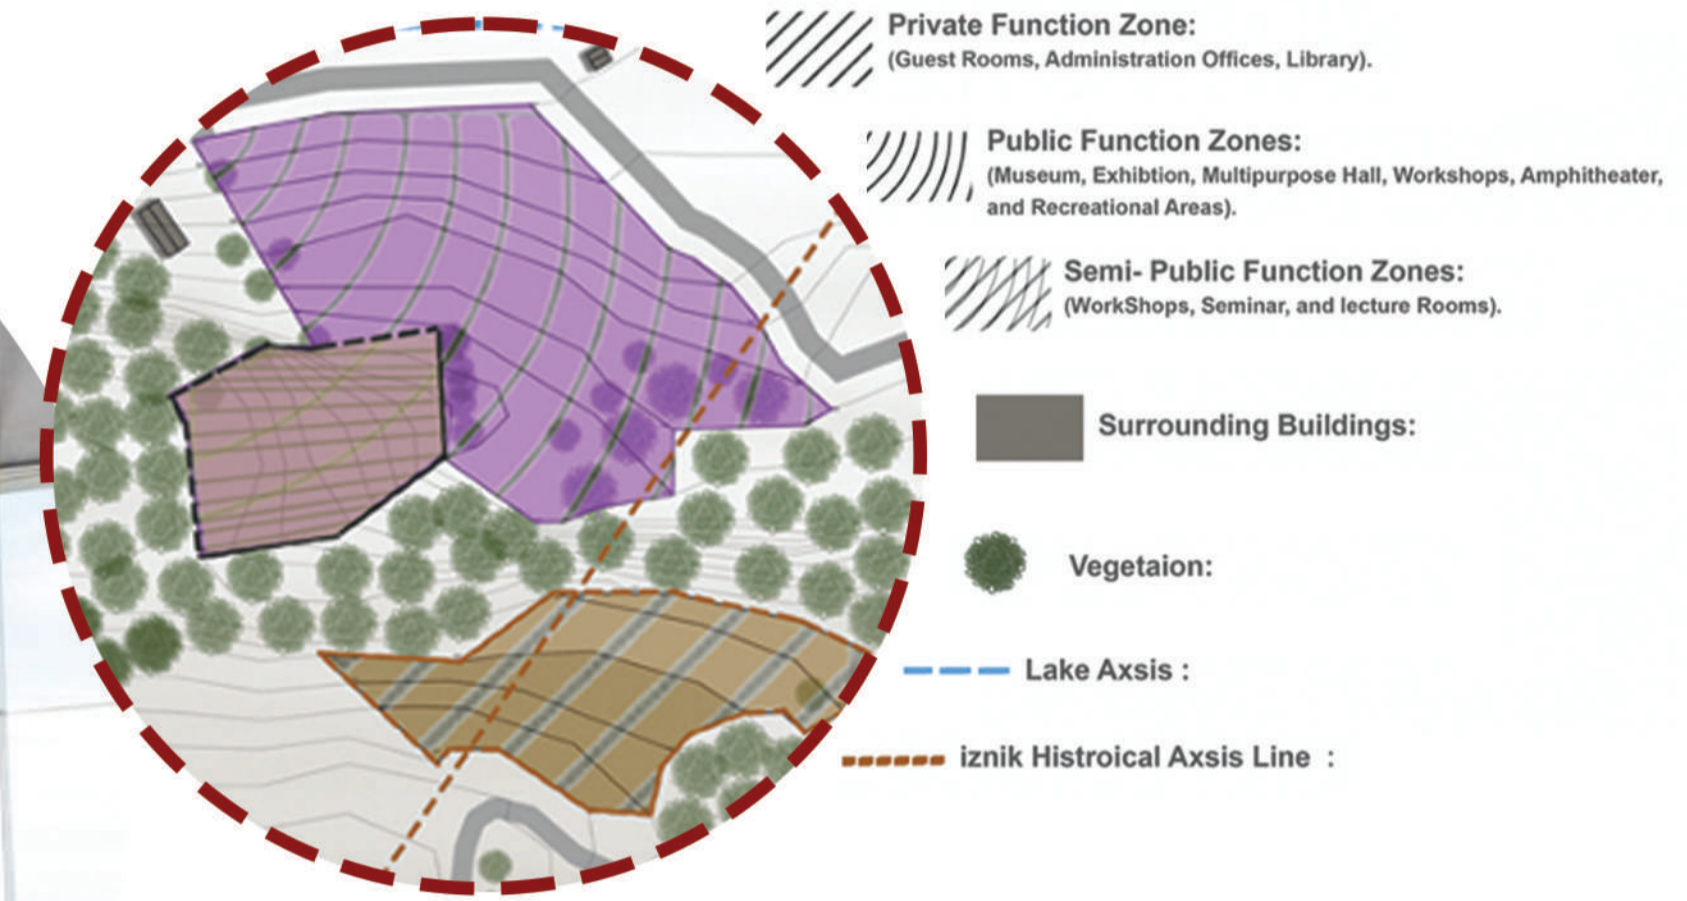 Private Function Zone:
(Guest Rooms, Administration Offices, Library).
Public Function Zones:
(Museum, Exhibtion, Multipurpose Hall, Workshops, Amphitheater,
and Recreational Areas).
Semi- Public Function Zones:
(WorkShops, Seminar, and lecture Rooms).
Surrounding Buildings:
Vegetaion:
Lake Axsis :
iznik Histroical Axsis Line :